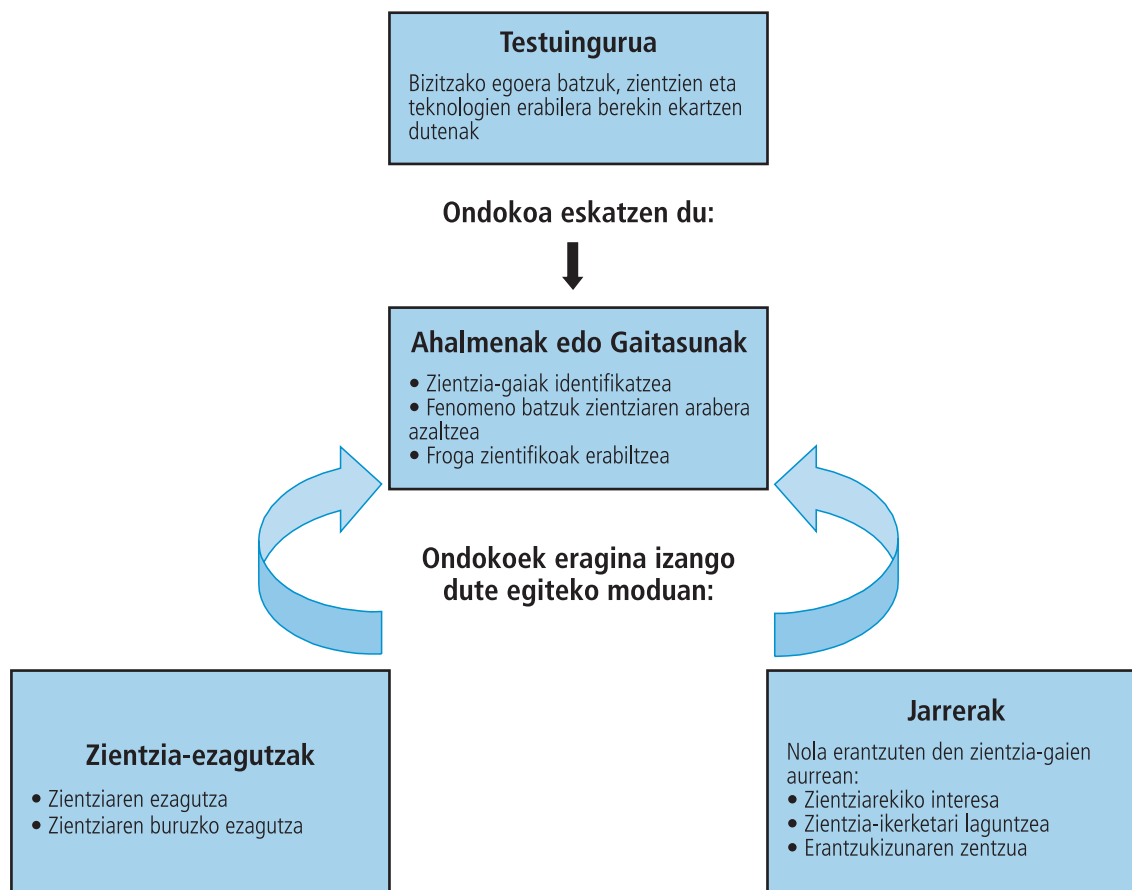 Testuingurua
Bizitzako egoera batzuk, zientzien eta
teknologien erabilera berekin ekartzen
dutenak
Ondokoa eskatzen du:
Ahalmenak edo Gaitasunak
• Zientzia-gaiak identifikatzea
• Fenomeno batzuk zientziaren arabera
azaltzea
• Froga zientifikoak erabiltzea
Ondokoek eragina izango
dute egiteko moduan:
Zientzia-ezagutzak
• Zientziaren ezagutza
• Zientziaren buruzko ezagutza
Jarrerak
Nola erantzuten den zientzia-gaien
aurrean:
• Zientziarekiko interesa
• Zientzia-ikerketari laguntzea
• Erantzukizunaren zentzua